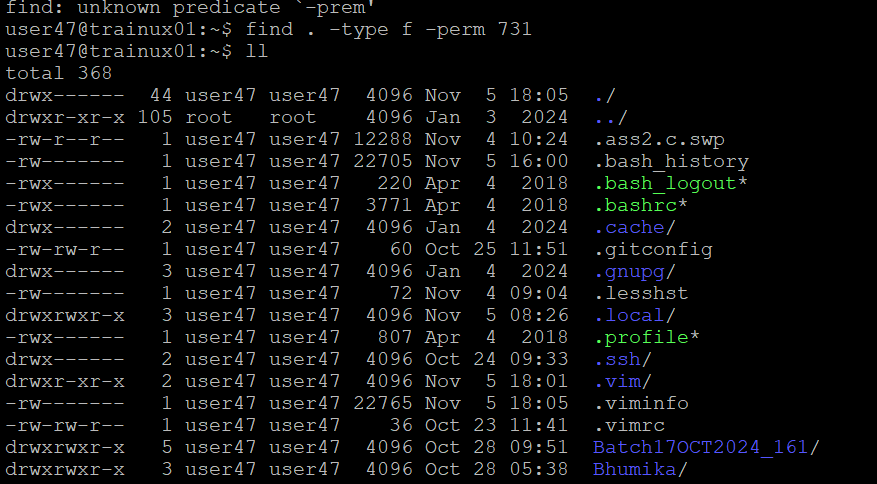 find: unknown predicate `-prem'
user47@trainux01:~$ find . -type f -perm 731
user47@trainux01:~$ ll
total 368
drwx------  44 user47 user47  4096 Nov  5 18:05 ./
drwxr-xr-x 105 root   root    4096 Jan  3  2024 ../
-rw-r--r--   1 user47 user47 12288 Nov  4 10:24 .ass2.c.swp
-rw-------   1 user47 user47 22705 Nov  5 16:00 .bash_history
-rwx------   1 user47 user47   220 Apr  4  2018 .bash_logout*
-rwx------   1 user47 user47  3771 Apr  4  2018 .bashrc*
drwx------   2 user47 user47  4096 Jan  4  2024 .cache/
-rw-rw-r--   1 user47 user47    60 Oct 25 11:51 .gitconfig
drwx------   3 user47 user47  4096 Jan  4  2024 .gnupg/
-rw-------   1 user47 user47    72 Nov  4 09:04 .lesshst
drwxrwxr-x   3 user47 user47  4096 Nov  5 08:26 .local/
-rwx------   1 user47 user47   807 Apr  4  2018 .profile*
drwx------   2 user47 user47  4096 Oct 24 09:33 .ssh/
drwxr-xr-x   2 user47 user47  4096 Nov  5 18:01 .vim/
-rw-------   1 user47 user47 22765 Nov  5 18:05 .viminfo
-rw-rw-r--   1 user47 user47    36 Oct 23 11:41 .vimrc
drwxrwxr-x   5 user47 user47  4096 Oct 28 09:51 Batch17OCT2024_161/
drwxrwxr-x   3 user47 user47  4096 Oct 28 05:38 Bhumika/